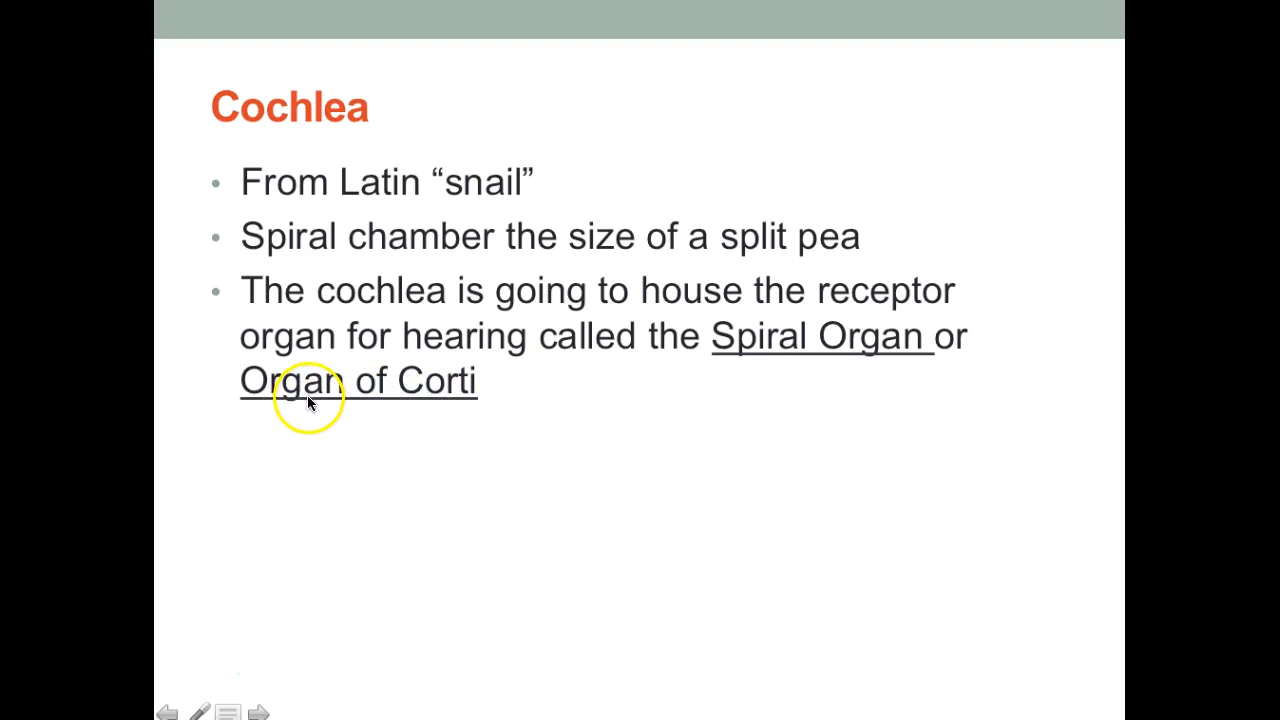 Cochlea
• From Latin “snail”
• Spiral chamber the size of a split pea
• The cochlea is going to house the receptor
organ for hearing called the Spiral Organ or
Organ of Corti